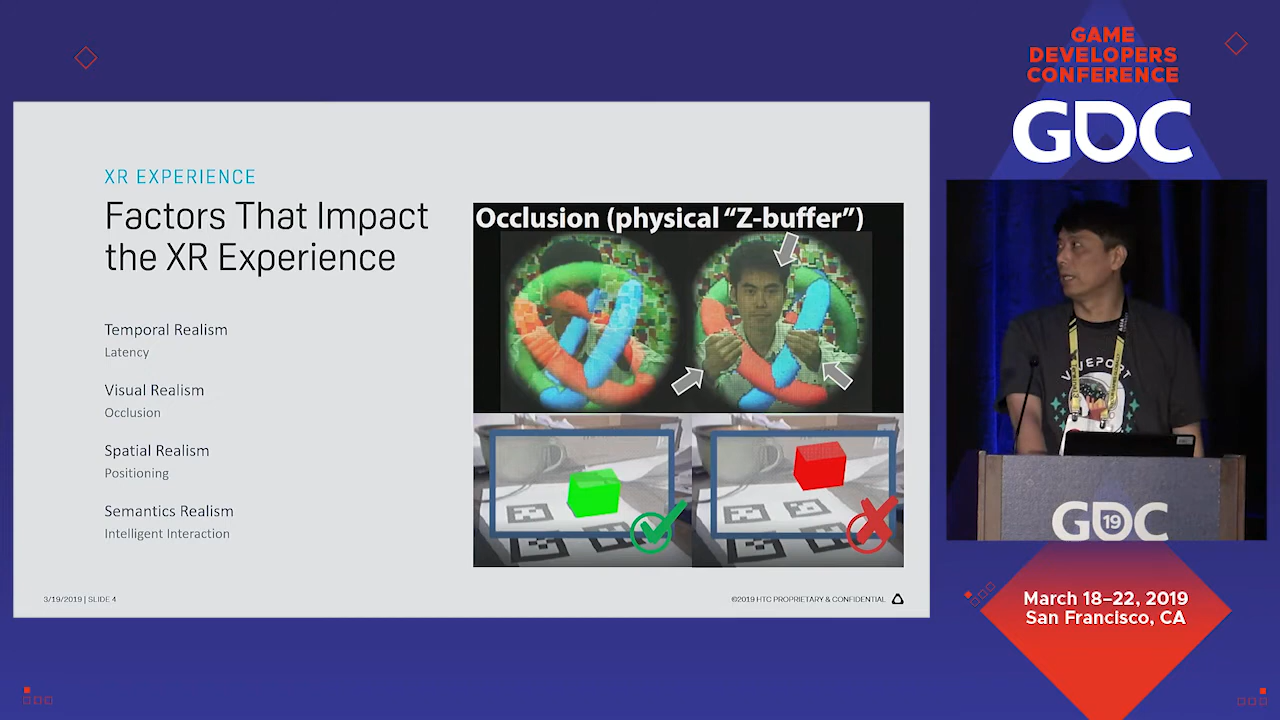 GAME
DEVELOPERS
CONFERENCE
GDC
XR EXPERIENCE
Factors That Impact
the XR Experience
Temporal Realism
Latency
Visual Realism
Occlusion
Spatial Realism
Positioning
Semantics Realism
Intelligent Interaction
Occlusion (physical “Z-buffer”)
3/19/2019 | SLIDE 4
©2019 HTC PROPRIETARY & CONFIDENTIAL
VIVEPORT
GDC 19
March 18–22, 2019
San Francisco, CA